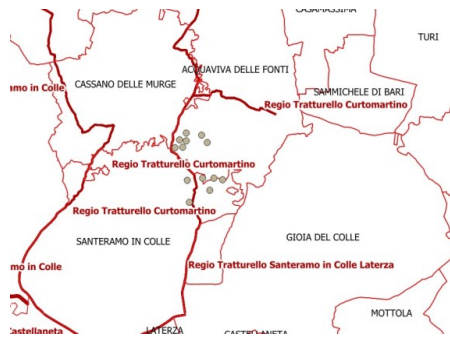 CASAMASSIMA
TURI
ACQUAVIVA DELLE FONTI
CASSANO DELLE MURGE
amo in Colle
SAMMICHELE DI BARI
Regio Tratturello Curtomartino
Regio Tratturello Curtomartino
Regio Tratturello Curtomartino
SANTERAMO IN COLLE
GIOIA DEL COLLE
mo in Colle
Regio Tratturello Santeramo in Colle Laterza
MOTTOLA
Castellaneta
LATERZA
CASTELLANETA